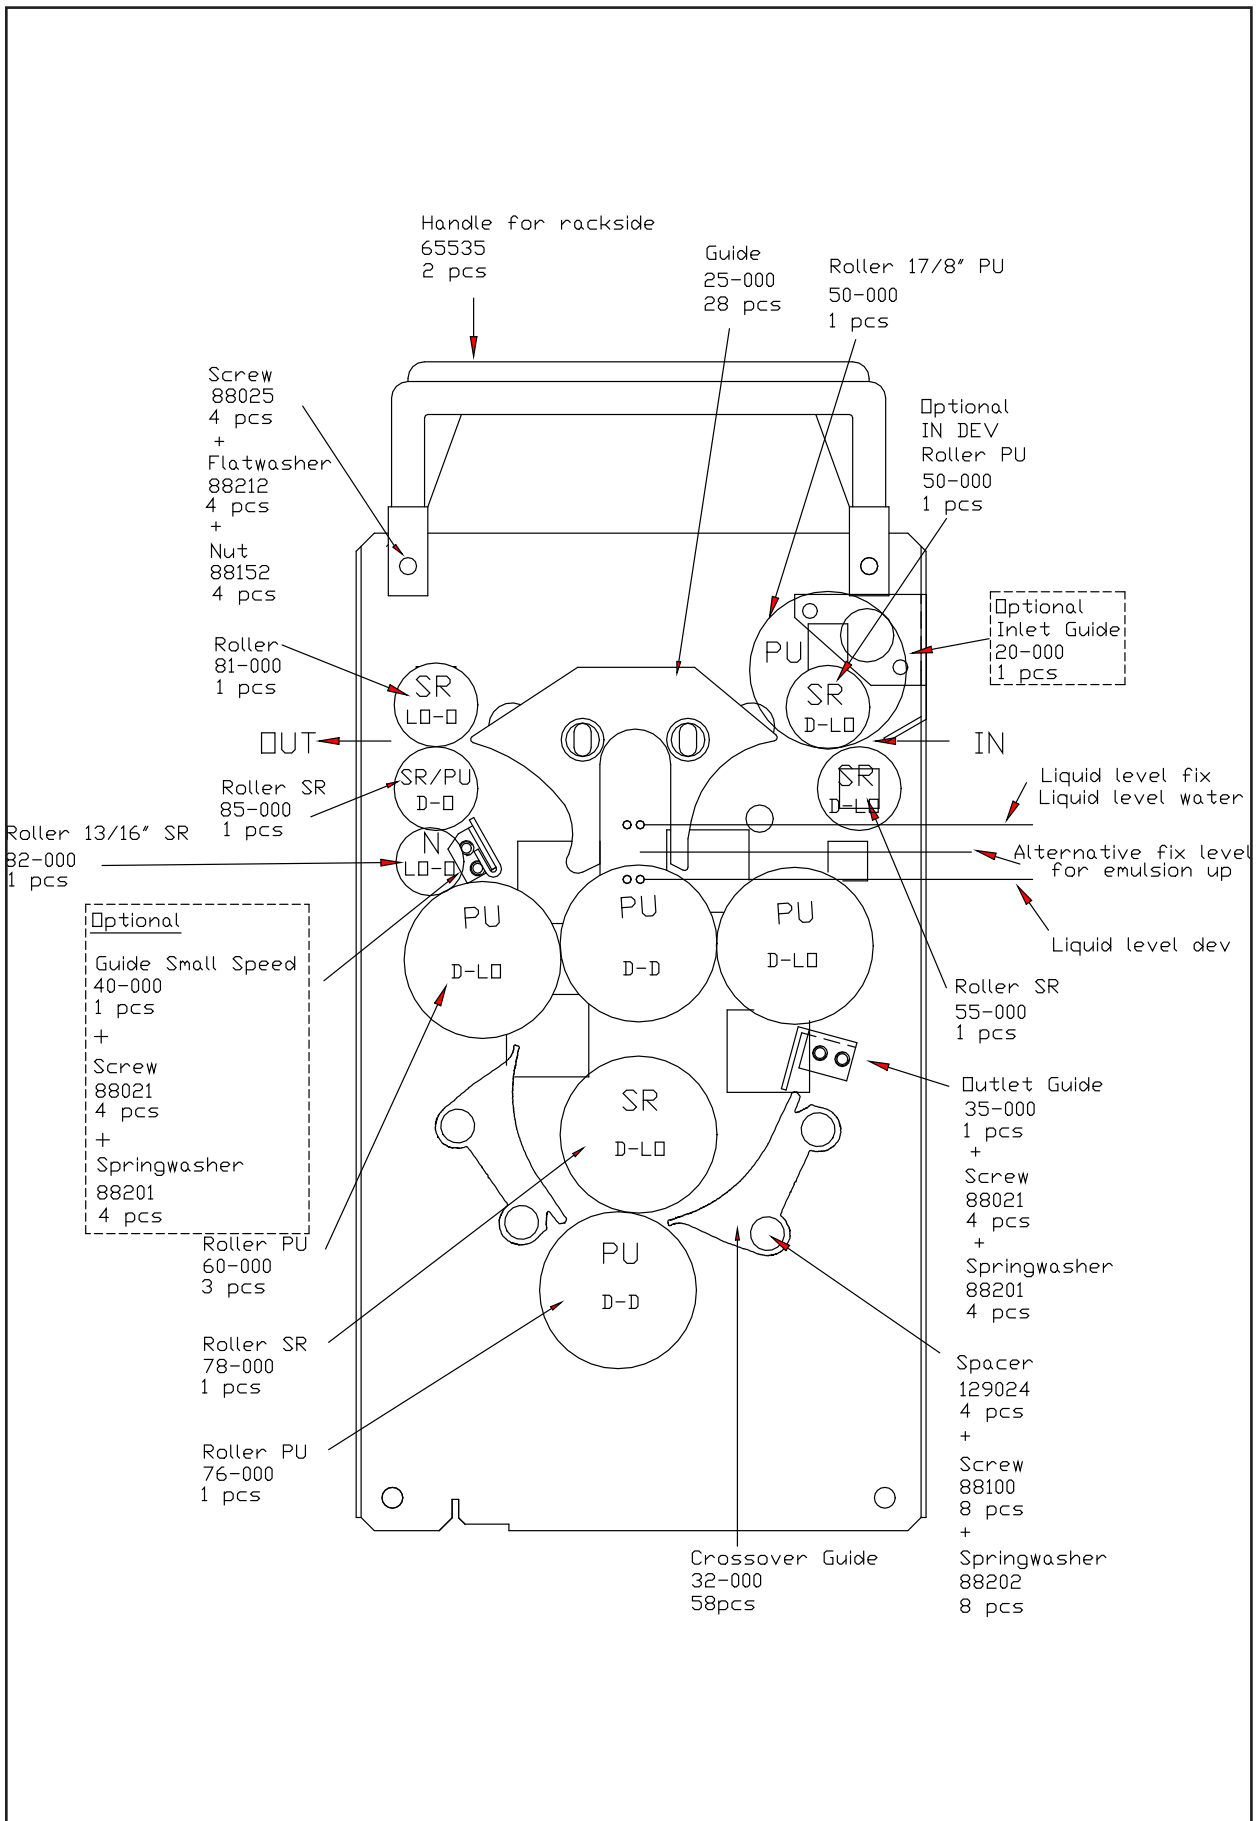 Handle for rackside
65535
2 pcs
Guide
25-000
28 pcs
Roller 17/8" PU
50-000
1 pcs
Screw
88025
4 pcs
+
Flatwasher
88212
4 pcs
+
Nut
88152
4 pcs
Optional
IN DEV
Roller PU
50-000
1 pcs
Optional
Inlet Guide
20-000
1 pcs
Roller
81-000
1 pcs
OUT
Roller SR
85-000
1 pcs
Roller 13/16" SR
82-000
1 pcs
SR
LO-O
SR/PU
D-O
N
LO-O
PU
SR
D-LO
IN
SR
D-LO
Liquid level fix
Liquid level water
Alternative fix level
for emulsion up
Liquid level dev
PU
D-LO
PU
D-D
PU
D-LO
Optional
Guide Small Speed
40-000
1 pcs
+
Screw
88021
4 pcs
+
Springwasher
88201
4 pcs
Roller SR
55-000
1 pcs
Outlet Guide
35-000
1 pcs
+
Screw
88021
4 pcs
+
Springwasher
88201
4 pcs
SR
D-LO
PU
D-D
Roller PU
60-000
3 pcs
Roller SR
78-000
1 pcs
Roller PU
76-000
1 pcs
Spacer
129024
4 pcs
+
Screw
88100
8 pcs
+
Springwasher
88202
8 pcs
Crossover Guide
32-000
58pcs